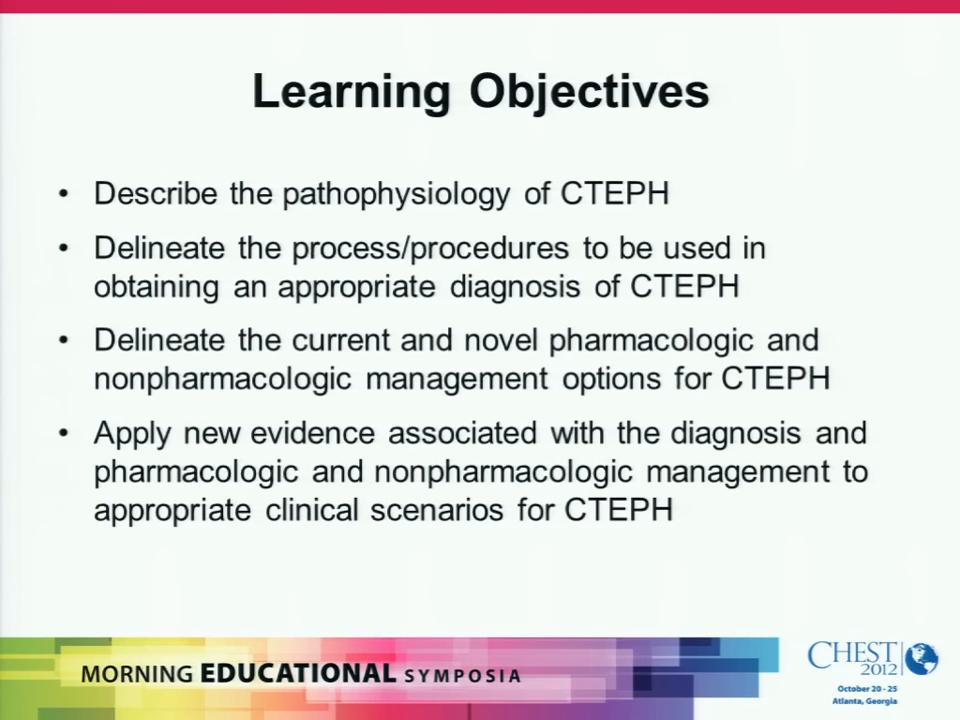 Learning Objectives
• Describe the pathophysiology of CTEPH
• Delineate the process/procedures to be used in
obtaining an appropriate diagnosis of CTEPH
• Delineate the current and novel pharmacologic and
nonpharmacologic management options for CTEPH
• Apply new evidence associated with the diagnosis and
pharmacologic and nonpharmacologic management to
appropriate clinical scenarios for CTEPH
MORNING EDUCATIONAL SYMPOSIA
CHEST
2012
October 20 - 25
Atlanta, Georgia